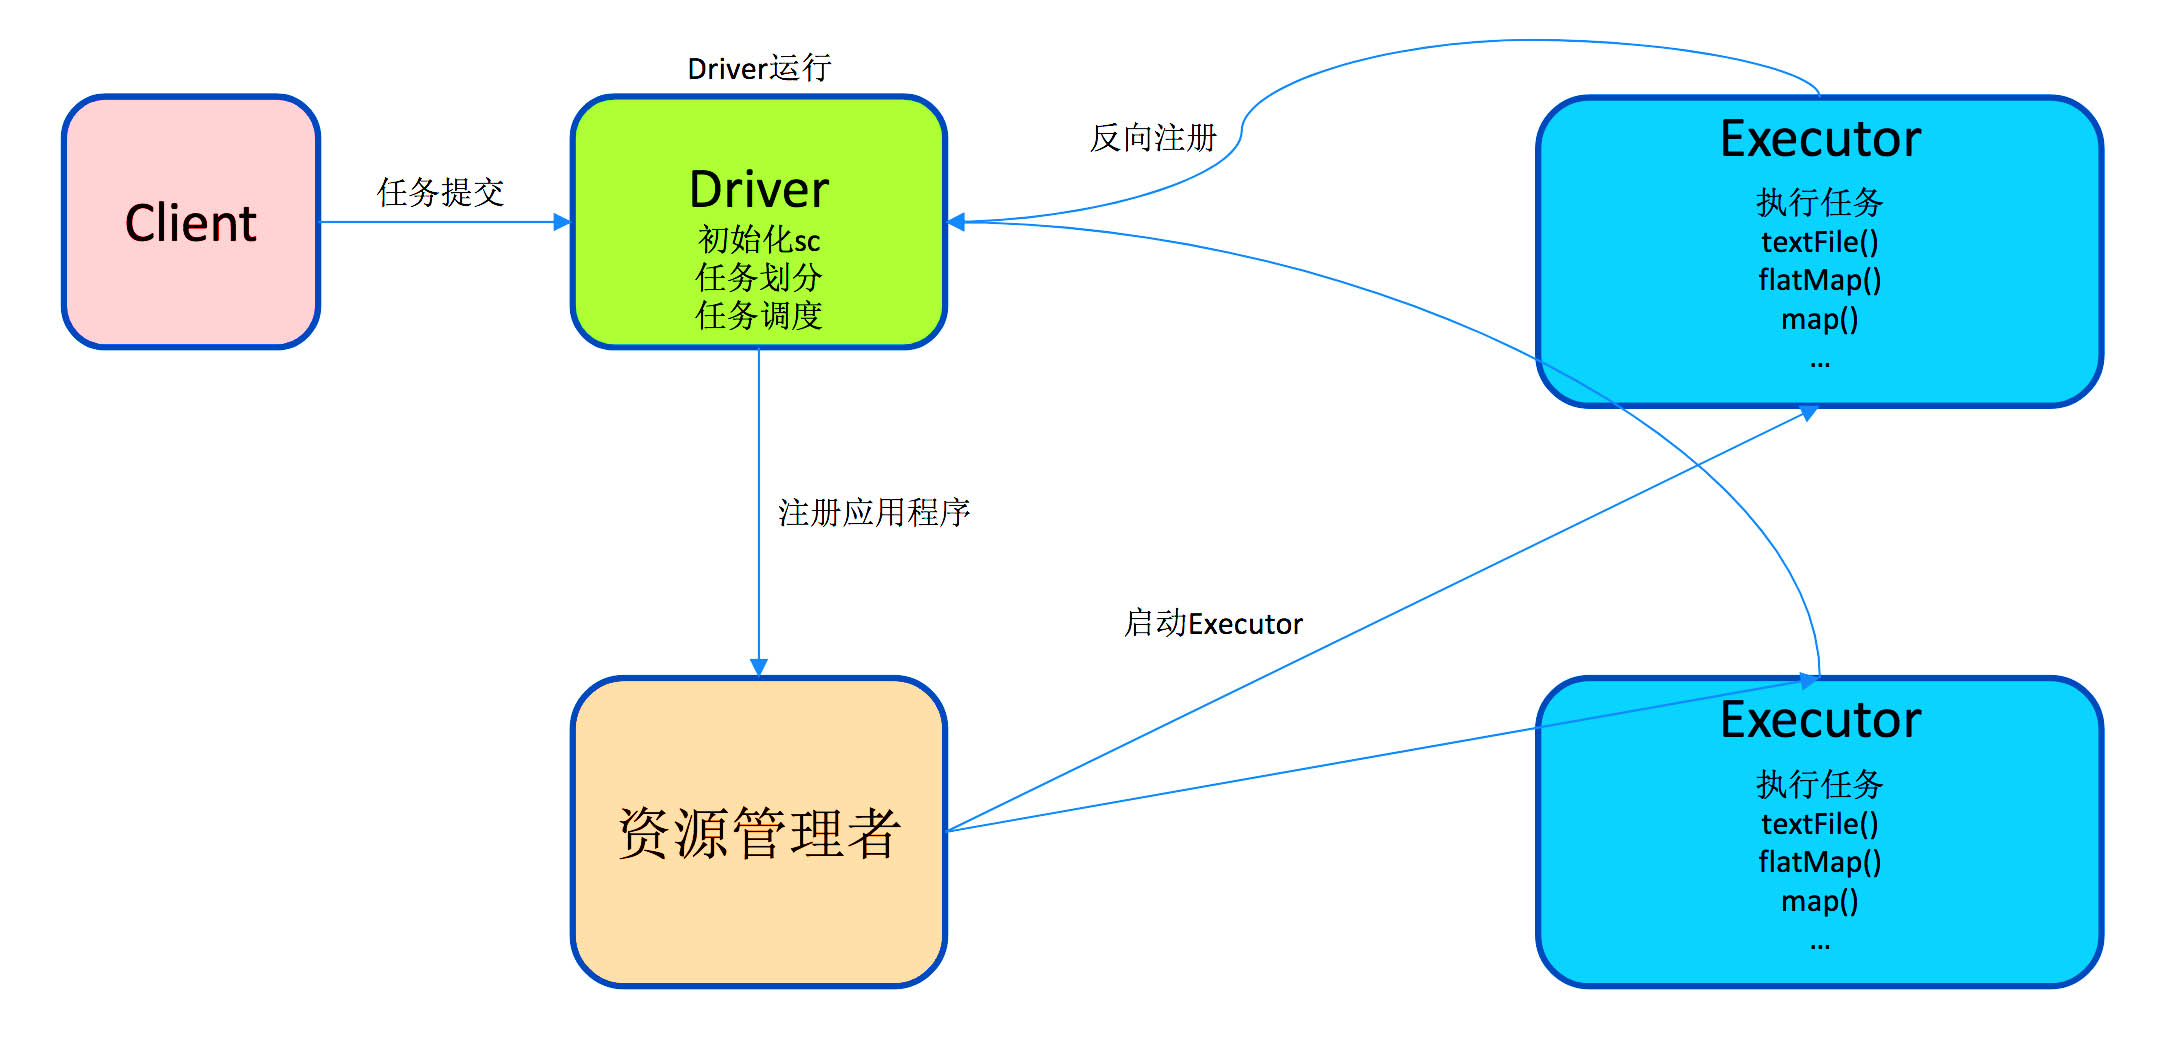 Driver运行
Client
任务提交
Driver
初始化sc
任务划分
任务调度
反向注册
Executor
执行任务
textFile()
flatMap()
map()
...
注册应用程序
启动Executor
资源管理者
Executor
执行任务
textFile()
flatMap()
map()
...